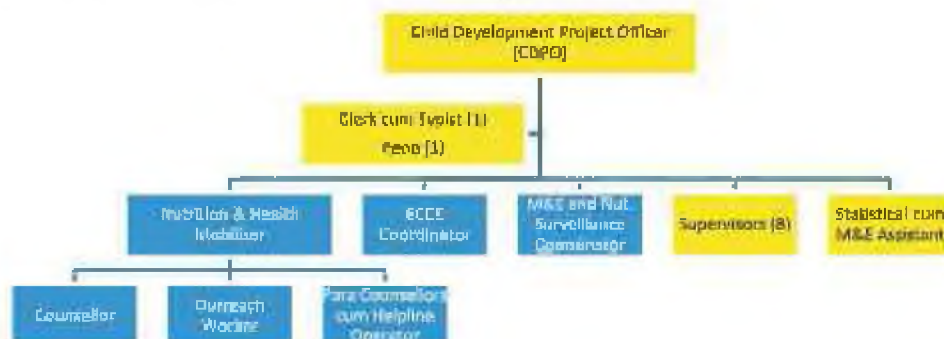 Child Development Project Officer
(CDPO)
Clerk cum Typist (1)
Peon (1)
Nutrition & Health
Mobiliser
ECCE
Coordinator
M&E and Nut
Surveillance
Supervisors (8)
Statistical cum
M&E Assistant
Counsellor
Outreach
Worker
Para Counsellors
cum Helpline
Operator